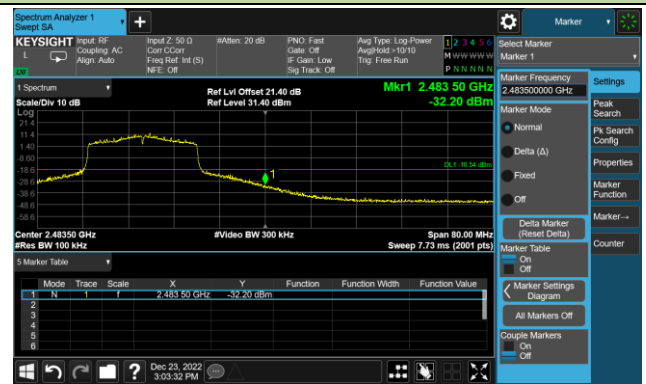 Spectrum Analyzer 1
Swept SA
Marker
KEYSIGHT
L
Input: RF
Coupling: AC
Align: Auto
Input Z: 50 Ω
Corr CCorr
Freq Ref: Int (S)
NFE: Off
#Atten: 20 dB
PNO: Fast
Gate: Off
IF Gain: Low
Sig Track: Off
Avg Type: Log-Power
Avg|Hold:>10/10
Trig: Free Run
1 2 3 4 5 6
M W W W W W
P N N N N N
Select Marker
Marker 1
1 Spectrum
Scale/Div 10 dB
Log
Ref Lvl Offset 21.40 dB
Ref Level 31.40 dBm
Mkr1 2.483 50 GHz
-32.20 dBm
21.4
11.4
1.40
-8.60
-18.6
-28.6
-38.6
-48.6
-58.6
1
DL1 -18.54 dBm
Center 2.48350 GHz
#Res BW 100 kHz
#Video BW 300 kHz
Span 80.00 MHz
Sweep 7.73 ms (2001 pts)
5 Marker Table
Mode Trace Scale X Y Function Function Width Function Value
1 N 1 f 2.483 50 GHz -32.20 dBm
2
3
4
5
6
Marker Frequency
2.483500000 GHz
Marker Mode
Normal
Delta (Δ)
Fixed
Off
Delta Marker
(Reset Delta)
Marker Table
On
Off
Marker Settings
Diagram
All Markers Off
Couple Markers
On
Off
Settings
Peak
Search
Pk Search
Config
Properties
Marker
Function
Marker→
Counter
Dec 23, 2022
3:03:32 PM